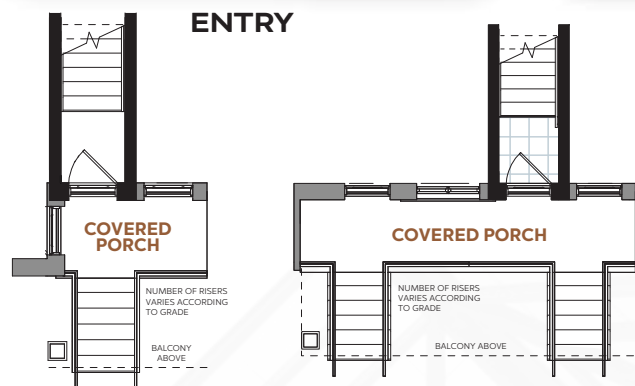 ENTRY
COVERED
PORCH
NUMBER OF RISERS
VARIES ACCORDING
TO GRADE
BALCONY
ABOVE
COVERED PORCH
NUMBER OF RISERS
VARIES ACCORDING
TO GRADE
BALCONY ABOVE